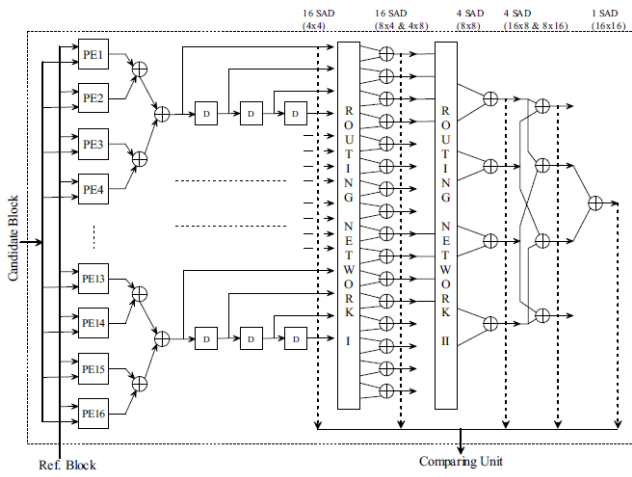 16 SAD
(4x4)
16 SAD
(8x4 & 4x8)
4 SAD
(8x8)
4 SAD
(16x8 & 8x16)
1 SAD
(16x16)
PE1
PE2
PE3
PE4
PE13
PE14
PE15
PE16
D
D
D
D
D
D
ROUTING NETWORK I
ROUTING NETWORK II
Candidate Block
Ref. Block
Comparing Unit